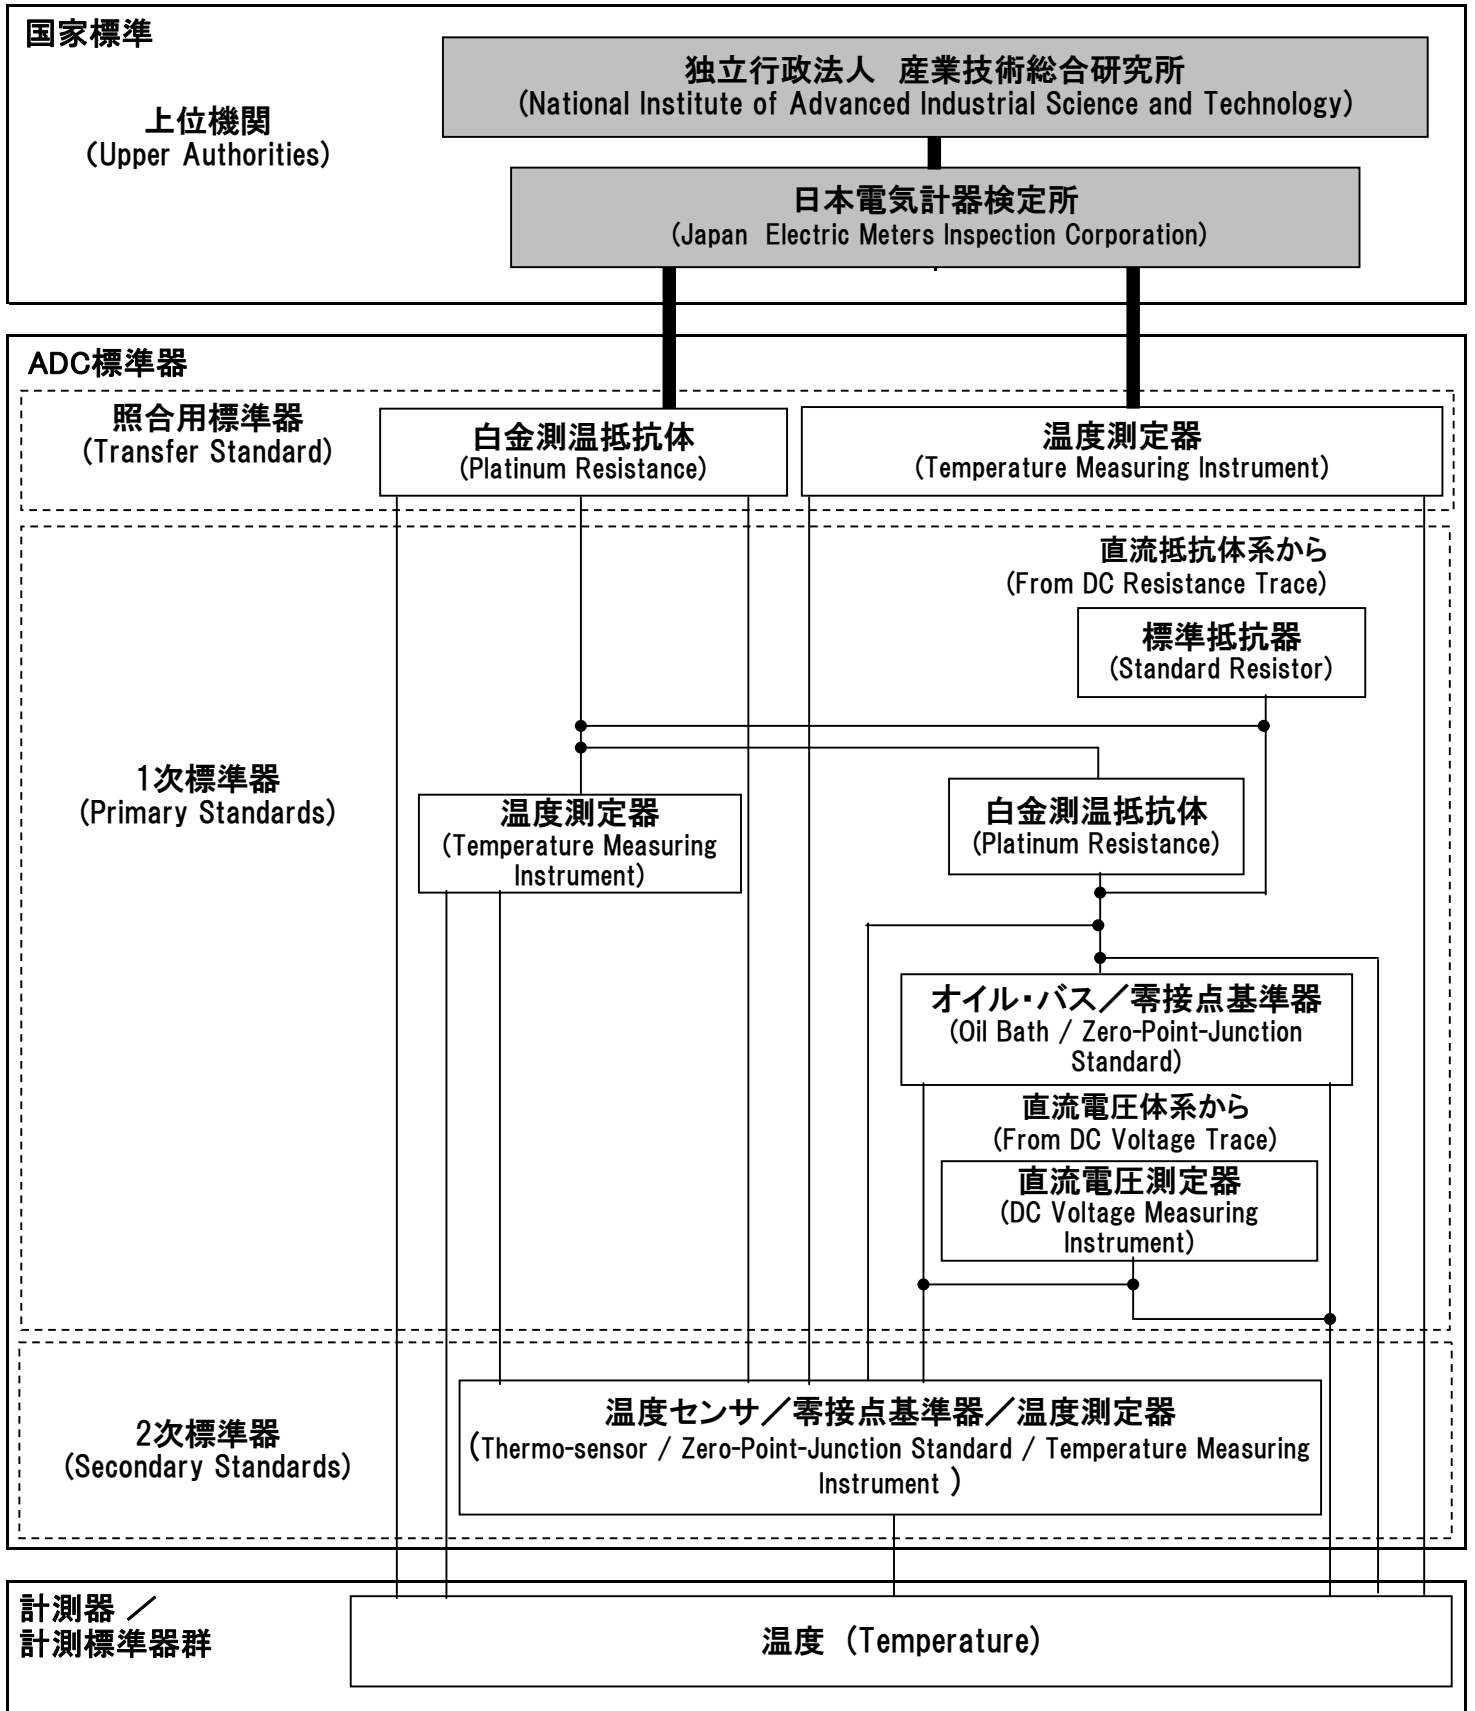 国家標準
独立行政法人　産業技術総合研究所
(National Institute of Advanced Industrial Science and Technology)
上位機関
(Upper Authorities)
日本電気計器検定所
(Japan Electric Meters Inspection Corporation)
ADC標準器
照合用標準器
(Transfer Standard)
白金測温抵抗体
(Platinum Resistance)
温度測定器
(Temperature Measuring Instrument)
直流抵抗体系から
(From DC Resistance Trace)
標準抵抗器
(Standard Resistor)
1次標準器
(Primary Standards)
温度測定器
(Temperature Measuring
Instrument)
白金測温抵抗体
(Platinum Resistance)
オイル・バス／零接点基準器
(Oil Bath / Zero-Point-Junction
Standard)
直流電圧体系から
(From DC Voltage Trace)
直流電圧測定器
(DC Voltage Measuring
Instrument)
2次標準器
(Secondary Standards)
温度センサ／零接点基準器／温度測定器
(Thermo-sensor / Zero-Point-Junction Standard / Temperature Measuring
Instrument )
計測器 ／
計測標準器群
温度 (Temperature)